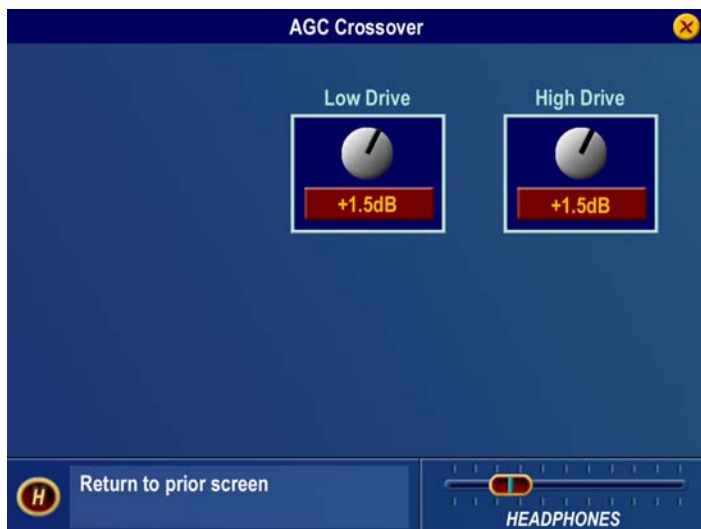 AGC Crossover
Low Drive
High Drive
+1.5dB
+1.5dB
H
Return to prior screen
HEADPHONES